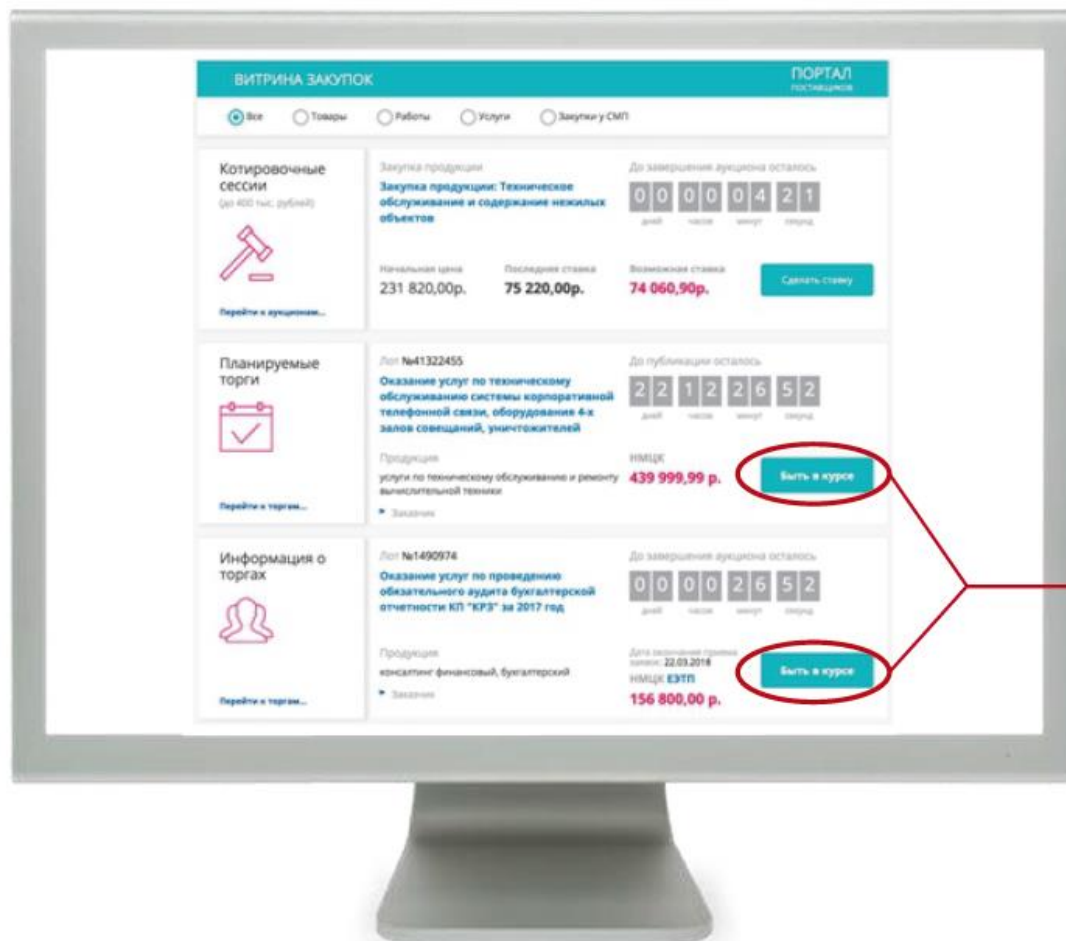 ВИТРИНА ЗАКУПОК
ПОРТАЛ
ПОСТАВЩИКОВ
Все Товары Работы Услуги Закупки у СМП
Котировочные
сессии
(до 400 тыс. рублей)
Перейти к аукционам...
Закупка продукции
Закупка продукции: Техническое
обслуживание и содержание нежилых
объектов
До завершения аукциона осталось
0 0 0 0 0 4 2 1
дней часов минут секунд
Начальная цена Последняя ставка Возможная ставка
231 820,00р. 75 220,00р. 74 060,90р.
Сделать ставку
Планируемые
торги
Перейти к торгам...
Лот №41322455
Оказание услуг по техническому
обслуживанию системы корпоративной
телефонной связи, оборудования 4-х
залов совещаний, уничтожителей
До публикации осталось
2 2 1 2 2 6 5 2
дней часов минут секунд
Продукция
услуги по техническому обслуживанию и ремонту
вычислительной техники
Заказчик
НМЦК
439 999,99 р.
Быть в курсе
Информация о
торгах
Перейти к торгам...
Лот №1490974
Оказание услуг по проведению
обязательного аудита бухгалтерской
отчетности КП "КРЗ" за 2017 год
До завершения аукциона осталось
0 0 0 0 2 6 5 2
дней часов минут секунд
Продукция
консалтинг финансовый, бухгалтерский
Заказчик
Дата окончания приема
заявок: 22.03.2018
НМЦК ЕЭТП
156 800,00 р.
Быть в курсе